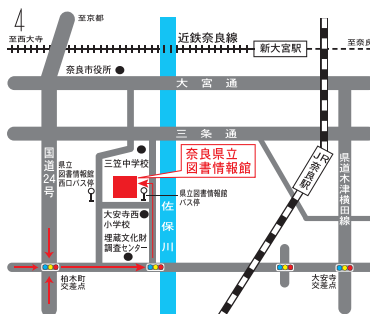 至京都
近鉄奈良線
至西大寺
新大宮駅
至奈良
奈良市役所
大宮通
三条通
国道24号
三笠中学校
奈良県立
図書情報館
県立
図書情報館
西口バス停
県立図書情報館
バス停
JR奈良駅
県道木津横田線
大安寺西
小学校
佐保川
埋蔵文化財
調査センター
柏木町
交差点
大安寺
交差点